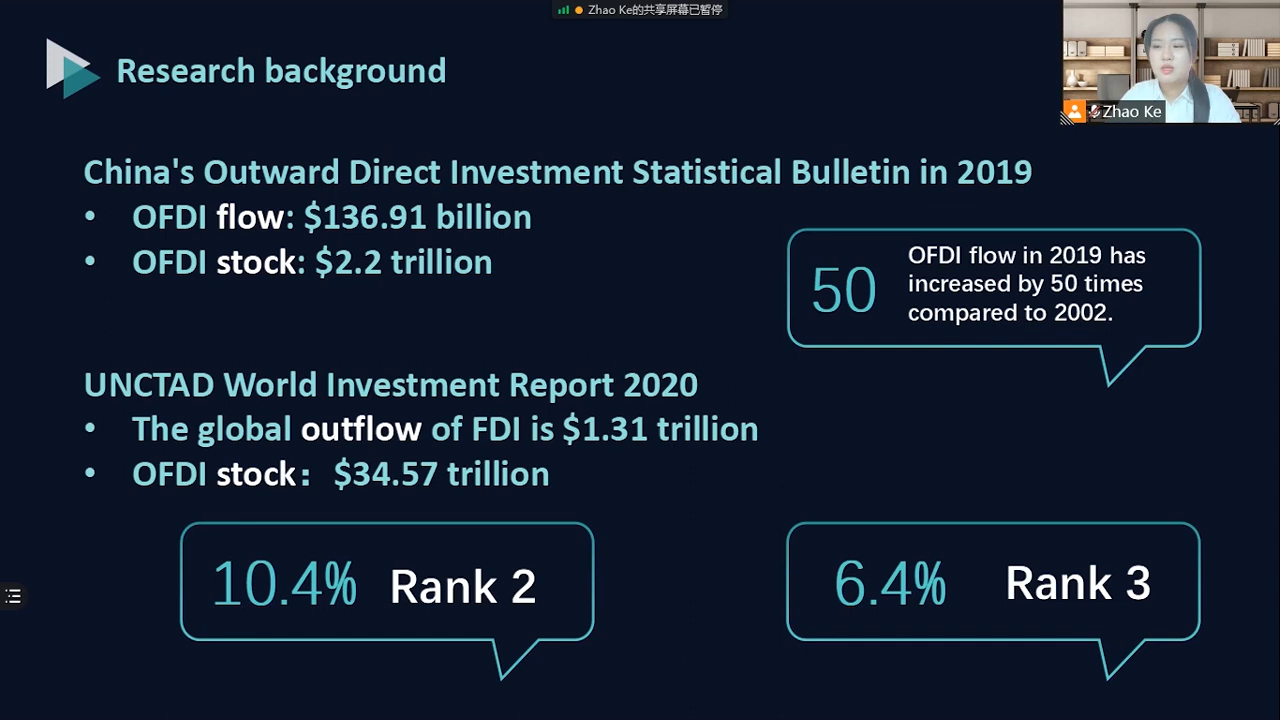 Zhao Ke的共享屏幕已暂停
Research background
Zhao Ke
China's Outward Direct Investment Statistical Bulletin in 2019
• OFDI flow: $136.91 billion
• OFDI stock: $2.2 trillion
50
OFDI flow in 2019 has
increased by 50 times
compared to 2002.
UNCTAD World Investment Report 2020
• The global outflow of FDI is $1.31 trillion
• OFDI stock：$34.57 trillion
10.4% Rank 2
6.4% Rank 3